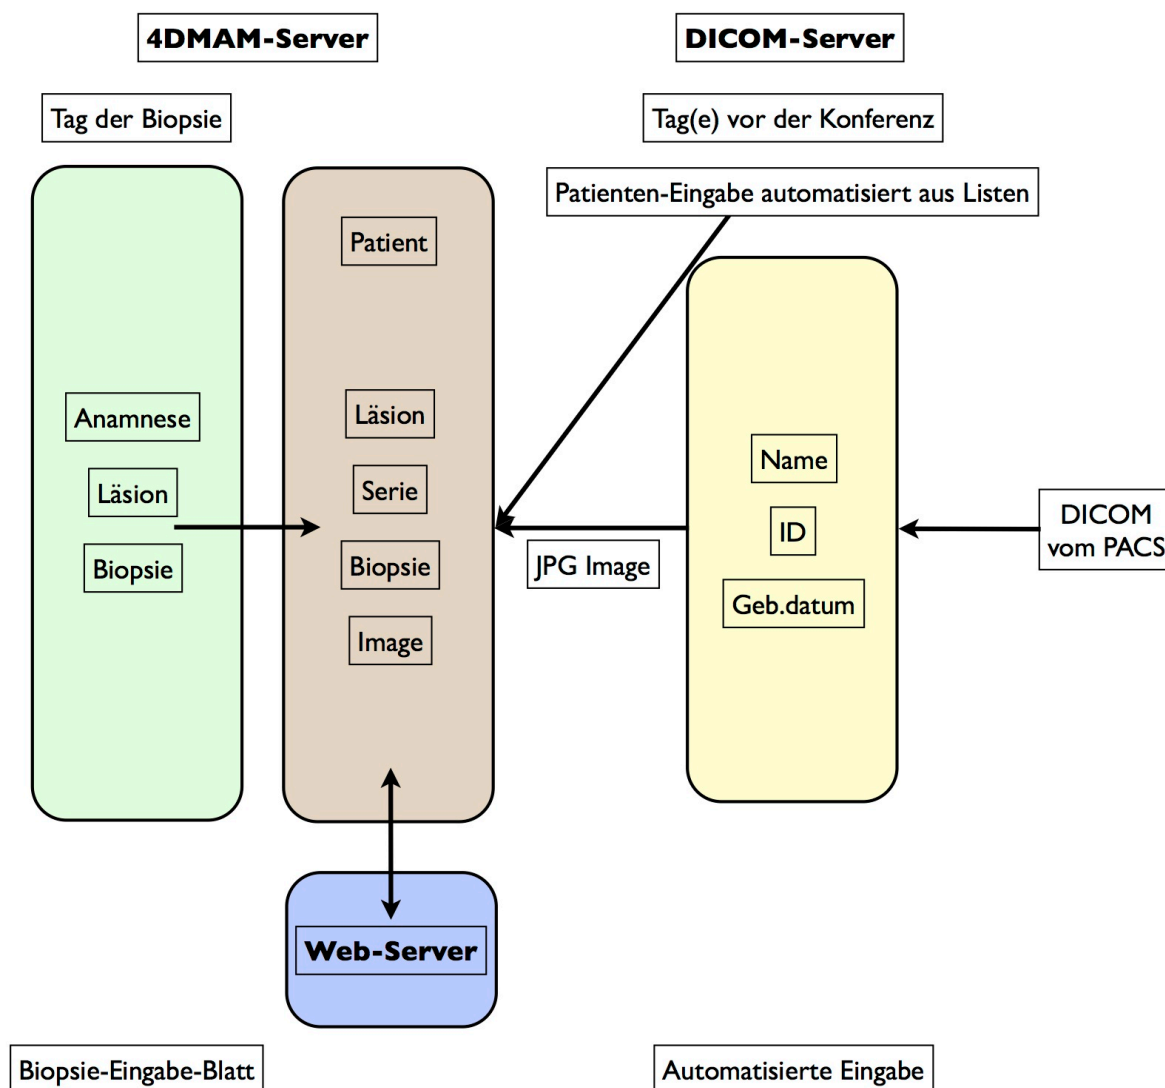 4DMAM-Server
DICOM-Server
Tag der Biopsie
Tag(e) vor der Konferenz
Patienten-Eingabe automatisiert aus Listen
Patient
Anamnese
Läsion
Biopsie
Läsion
Serie
Biopsie
Image
JPG Image
Name
ID
Geb.datum
DICOM
vom PACS
Web-Server
Biopsie-Eingabe-Blatt
Automatisierte Eingabe